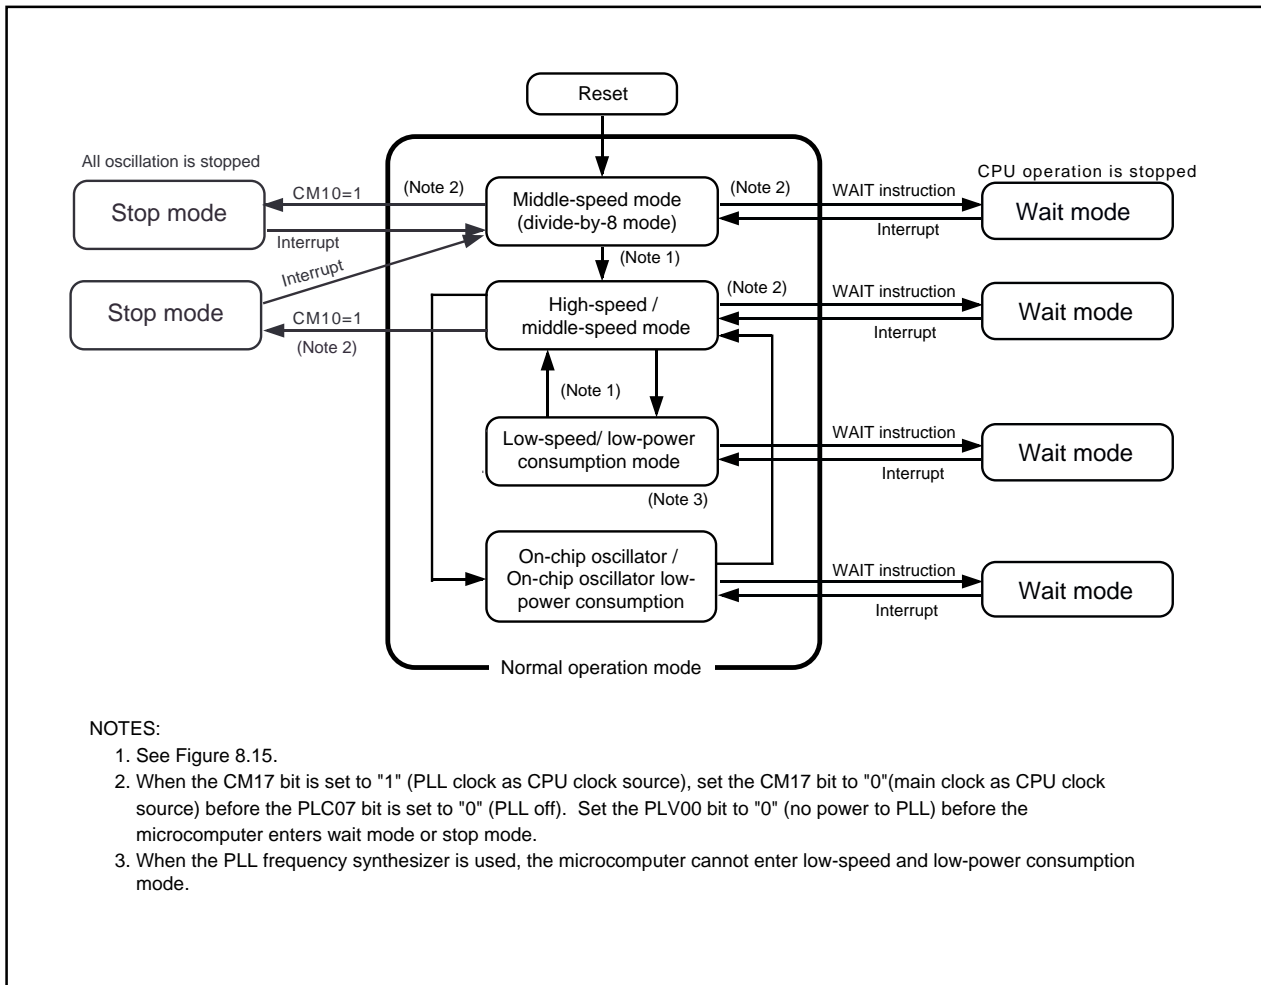 Reset
All oscillation is stopped
CPU operation is stopped
Stop mode
CM10=1
(Note 2)
Middle-speed mode
(divide-by-8 mode)
(Note 2)
WAIT instruction
Wait mode
Interrupt
Interrupt
Interrupt
(Note 1)
Stop mode
CM10=1
(Note 2)
High-speed /
middle-speed mode
(Note 2)
WAIT instruction
Wait mode
Interrupt
(Note 1)
Low-speed/ low-power
consumption mode
WAIT instruction
Wait mode
Interrupt
(Note 3)
On-chip oscillator /
On-chip oscillator low-
power consumption
WAIT instruction
Wait mode
Interrupt
Normal operation mode
NOTES:
1. See Figure 8.15.
2. When the CM17 bit is set to "1" (PLL clock as CPU clock source), set the CM17 bit to "0"(main clock as CPU clock
source) before the PLC07 bit is set to "0" (PLL off). Set the PLV00 bit to "0" (no power to PLL) before the
microcomputer enters wait mode or stop mode.
3. When the PLL frequency synthesizer is used, the microcomputer cannot enter low-speed and low-power consumption
mode.